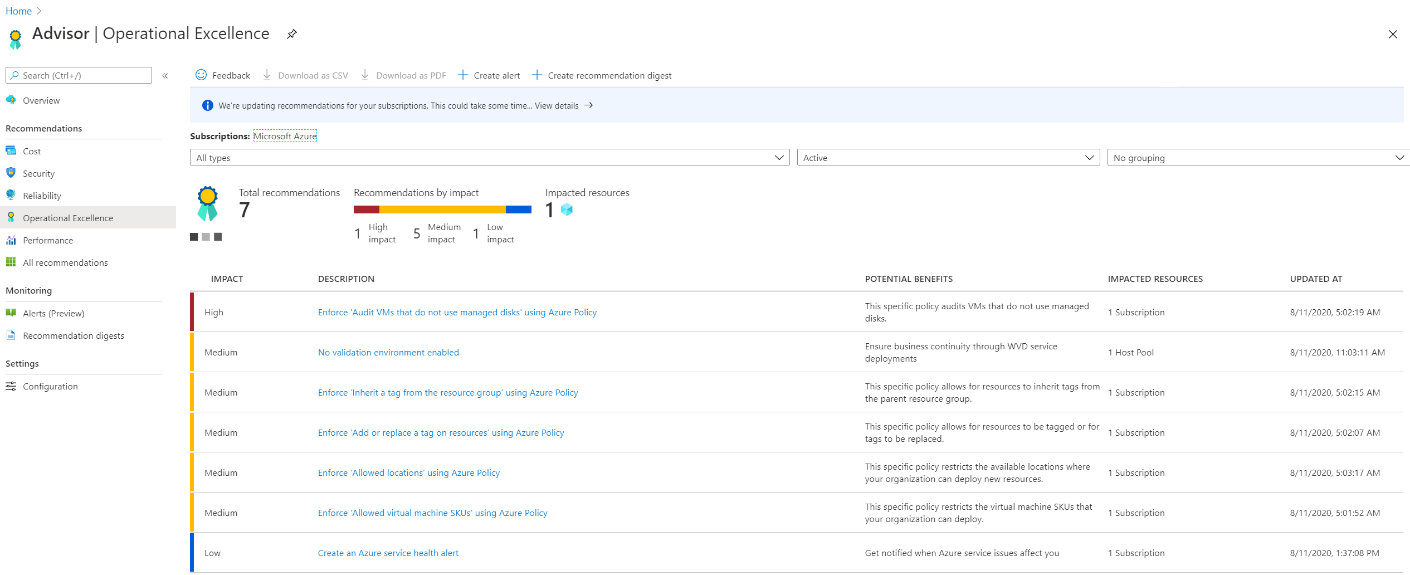 Home
Advisor | Operational Excellence
Search (Ctrl+/)
«
Overview
Recommendations
Cost
Security
Reliability
Operational Excellence
Performance
All recommendations
Monitoring
Alerts (Preview)
Recommendation digests
Settings
Configuration
Feedback Download as CSV Download as PDF Create alert Create recommendation digest
We're updating recommendations for your subscriptions. This could take some time... View details →
Subscriptions: Microsoft Azure
All types Active No grouping
Total recommendations Recommendations by impact Impacted resources
7 1
1 High impact 5 Medium impact 1 Low impact
IMPACT DESCRIPTION POTENTIAL BENEFITS IMPACTED RESOURCES UPDATED AT
High Enforce 'Audit VMs that do not use managed disks' using Azure Policy This specific policy audits VMs that do not use managed
disks. 1 Subscription 8/11/2020, 5:02:19 AM
Medium No validation environment enabled Ensure business continuity through WVD service
deployments 1 Host Pool 8/11/2020, 11:03:11 AM
Medium Enforce 'Inherit a tag from the resource group' using Azure Policy This specific policy allows for resources to inherit tags from
the parent resource group. 1 Subscription 8/11/2020, 5:02:15 AM
Medium Enforce 'Add or replace a tag on resources' using Azure Policy This specific policy allows for resources to be tagged or for
tags to be replaced. 1 Subscription 8/11/2020, 5:02:07 AM
Medium Enforce 'Allowed locations' using Azure Policy This specific policy restricts the available locations where
your organization can deploy new resources. 1 Subscription 8/11/2020, 5:03:17 AM
Medium Enforce 'Allowed virtual machine SKUs' using Azure Policy This specific policy restricts the virtual machine SKUs that
your organization can deploy. 1 Subscription 8/11/2020, 5:01:52 AM
Low Create an Azure service health alert Get notified when Azure service issues affect you 1 Subscription 8/11/2020, 1:37:08 PM